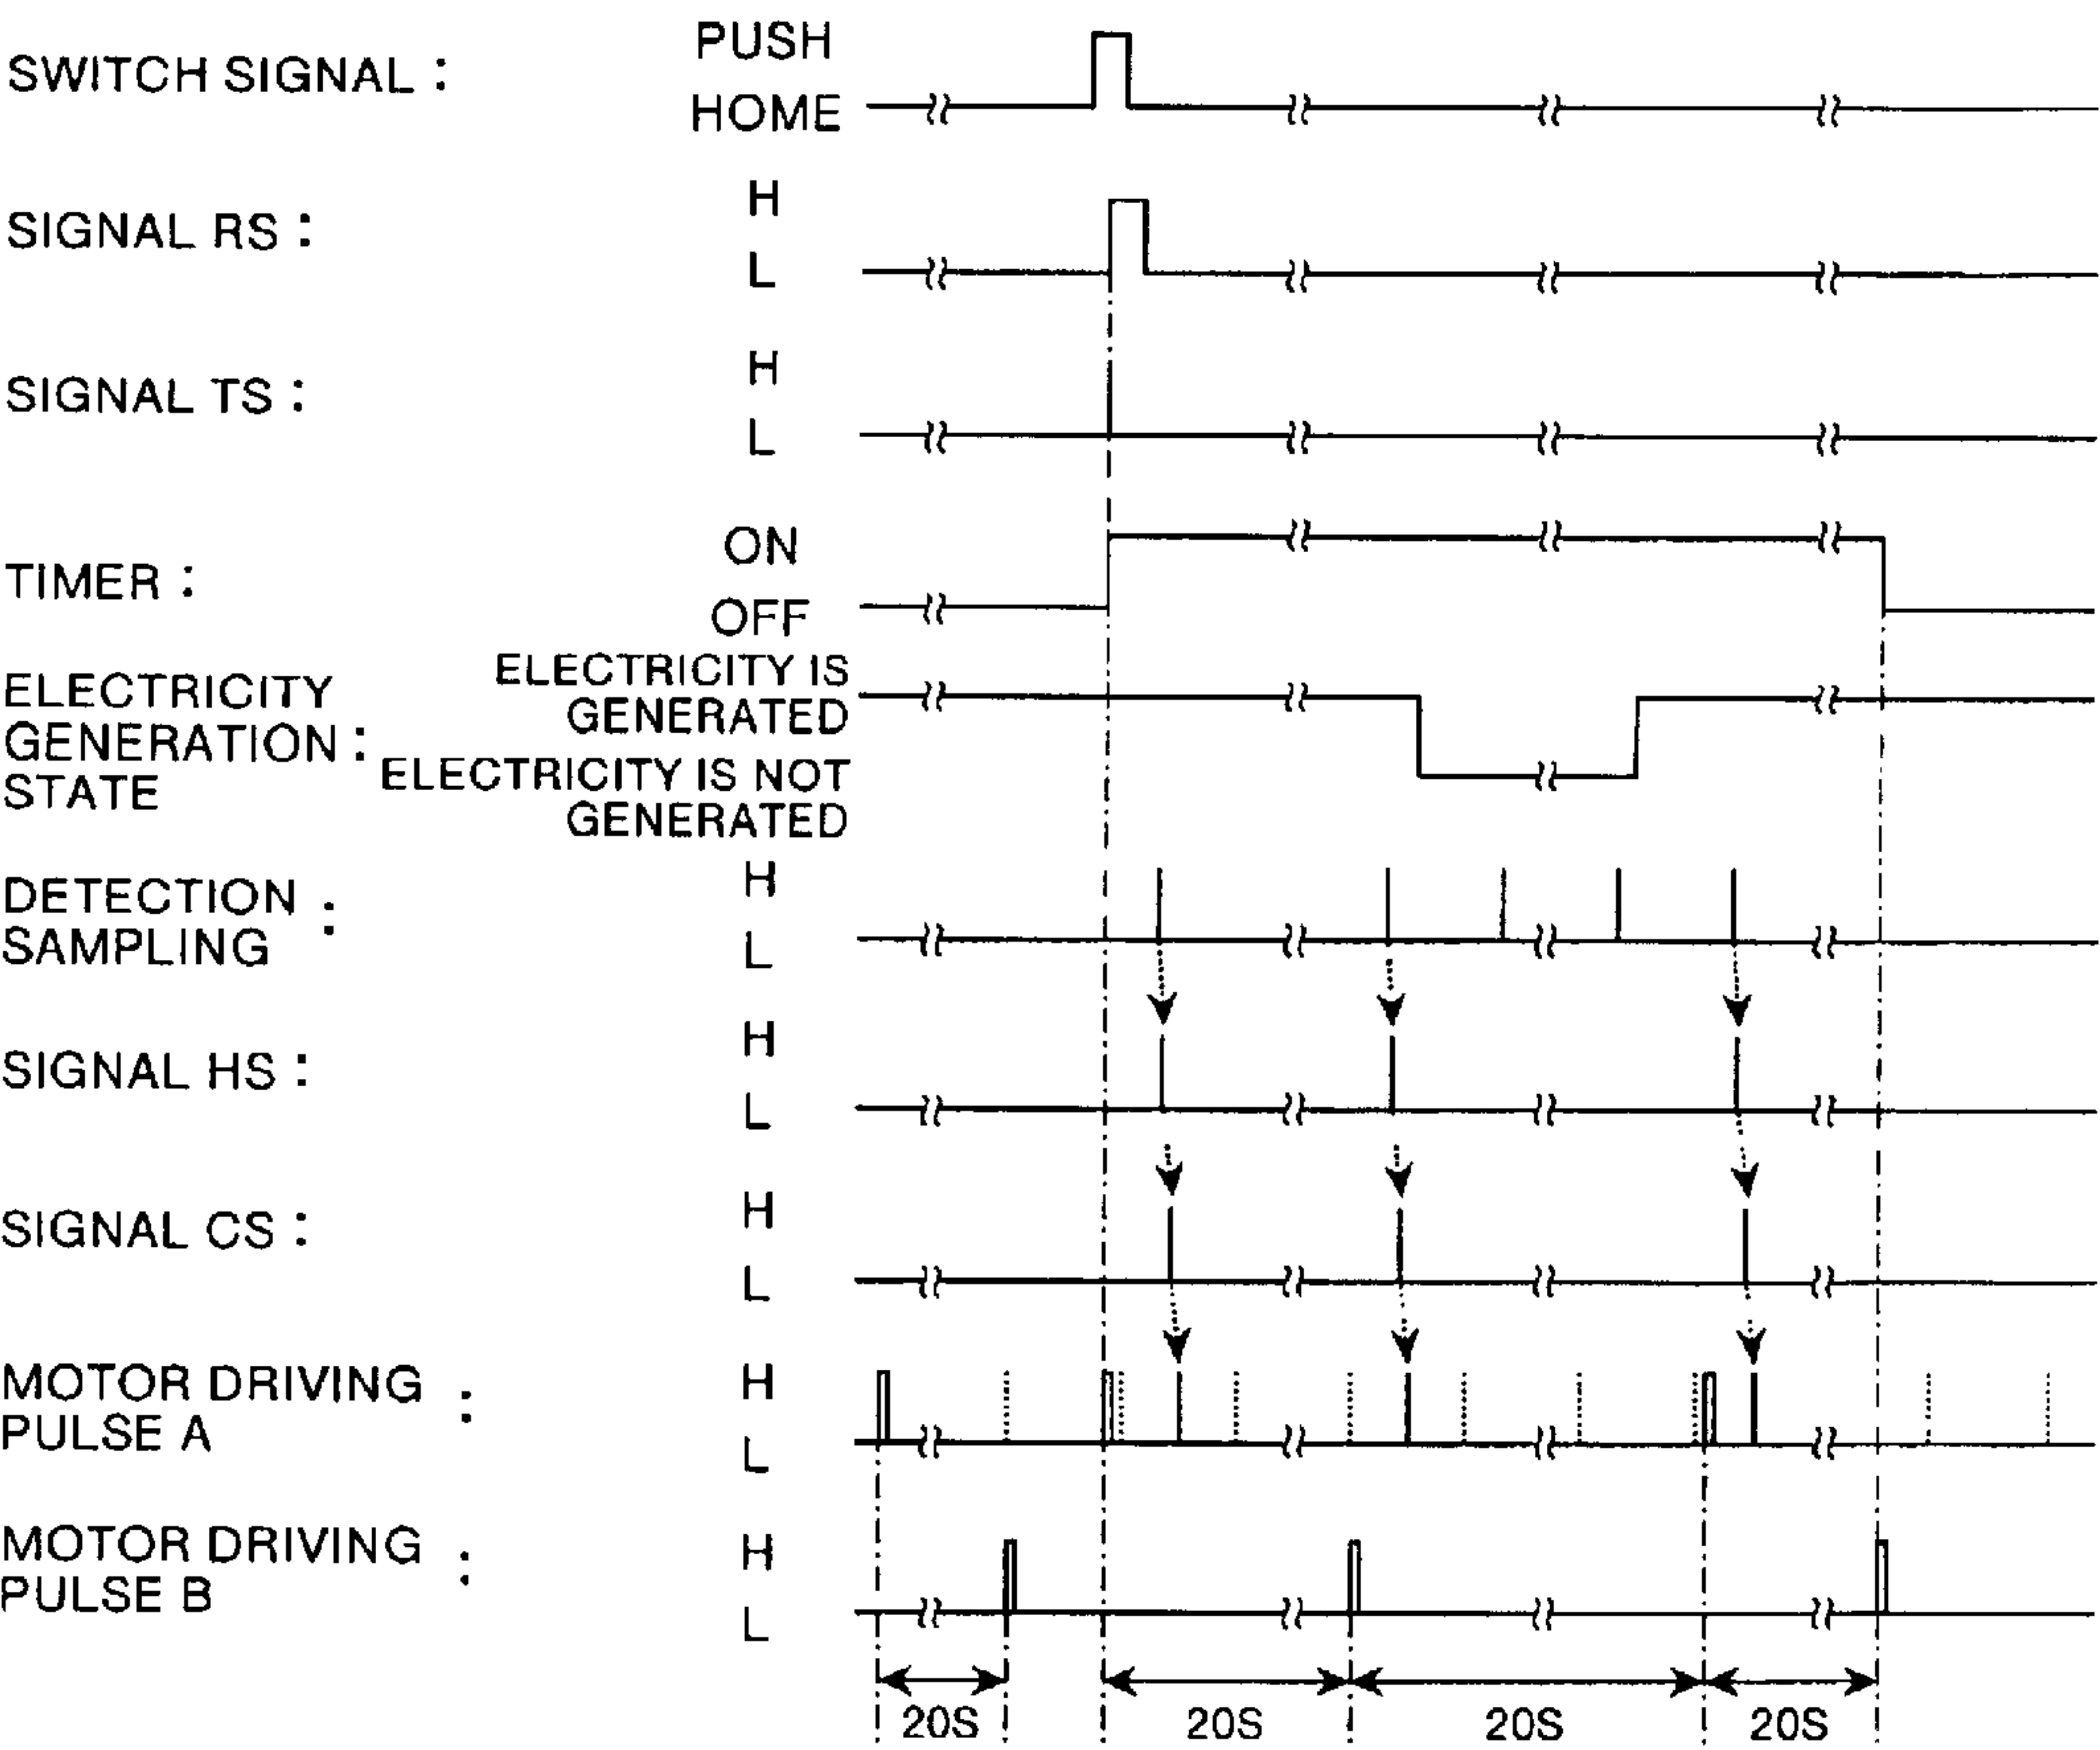 SWITCH SIGNAL :
PUSH
HOME
SIGNAL RS :
H
L
SIGNAL TS :
H
L
TIMER :
ON
OFF
ELECTRICITY
GENERATION :
STATE
ELECTRICITY IS
GENERATED
ELECTRICITY IS NOT
GENERATED
DETECTION :
SAMPLING
H
L
SIGNAL HS :
H
L
SIGNAL CS :
H
L
MOTOR DRIVING :
PULSE A
H
L
MOTOR DRIVING :
PULSE B
H
L
20S 20S 20S 20S